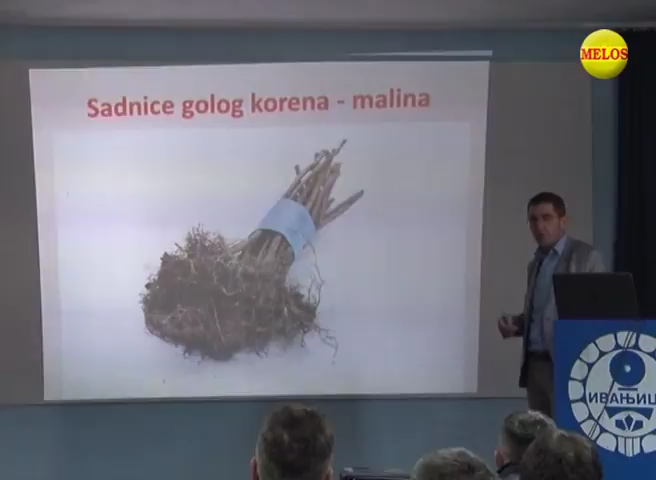 MELOS
Sadnice golog korena - malina
ИВАЊИЦ